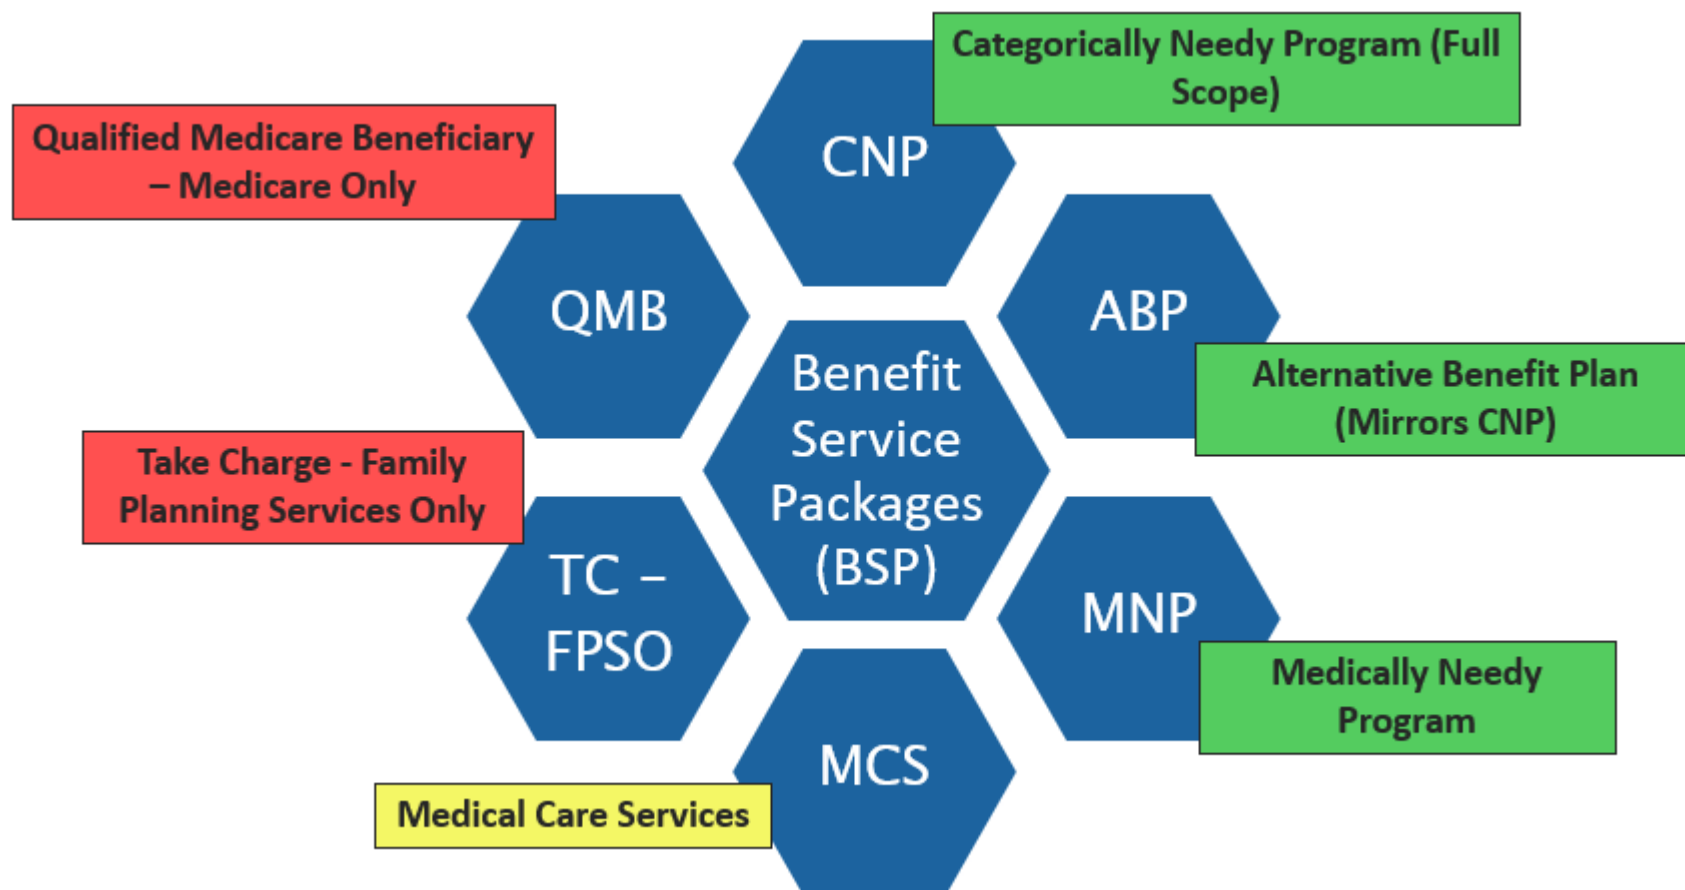 Categorically Needy Program (Full
Scope)
CNP
Qualified Medicare Beneficiary
– Medicare Only
QMB
ABP
Alternative Benefit Plan
(Mirrors CNP)
Benefit
Service
Packages
(BSP)
Take Charge - Family
Planning Services Only
TC –
FPSO
MNP
Medically Needy
Program
MCS
Medical Care Services